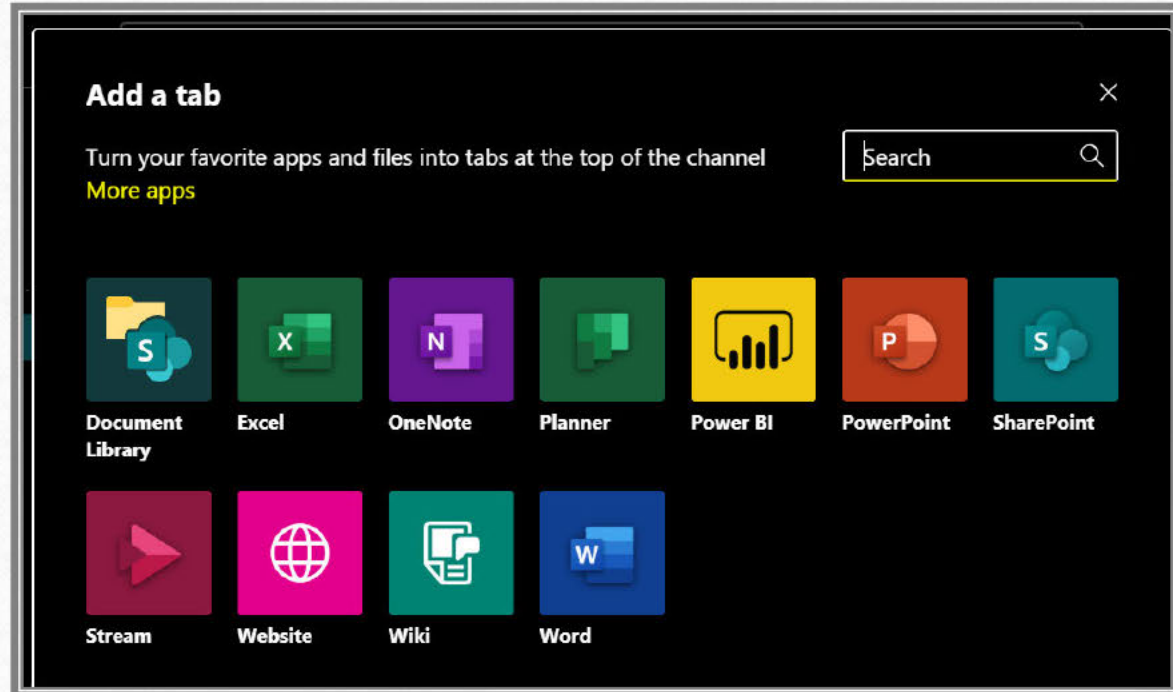 Add a tab
Turn your favorite apps and files into tabs at the top of the channel
Search
More apps
S
X
N
P
S
Document
Library
Excel
OneNote
Planner
Power BI
PowerPoint
SharePoint
W
Stream
Website
Wiki
Word